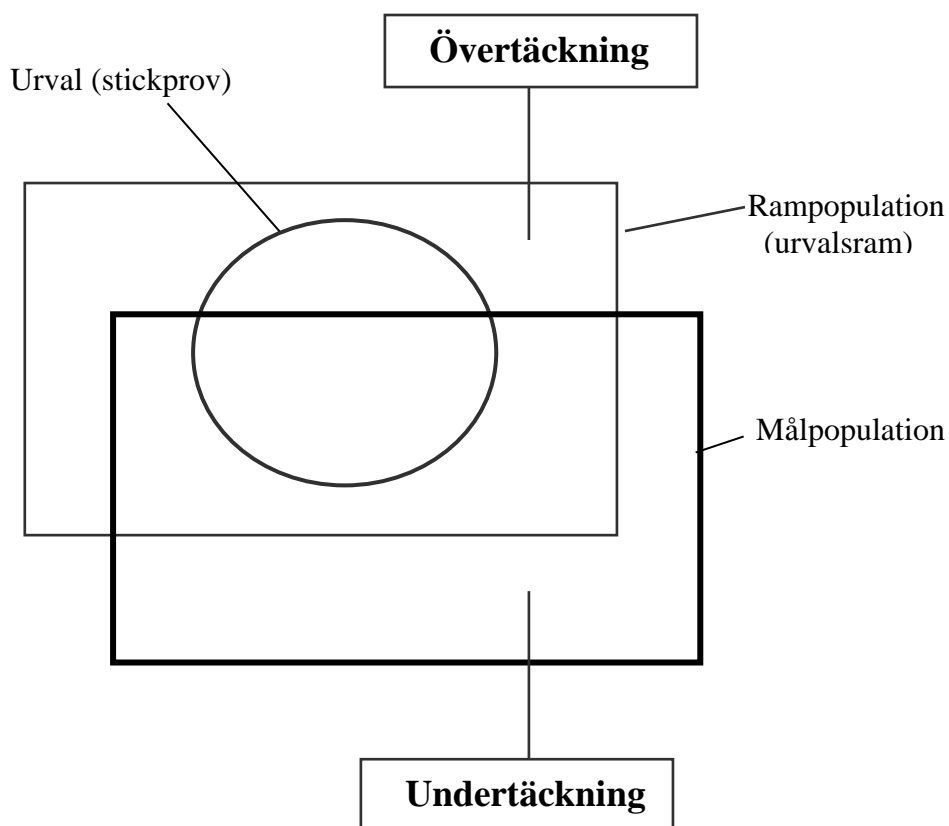 Övertäckning
Urval (stickprov)
Rampopulation
(urvalsram)
Målpopulation
Undertäckning